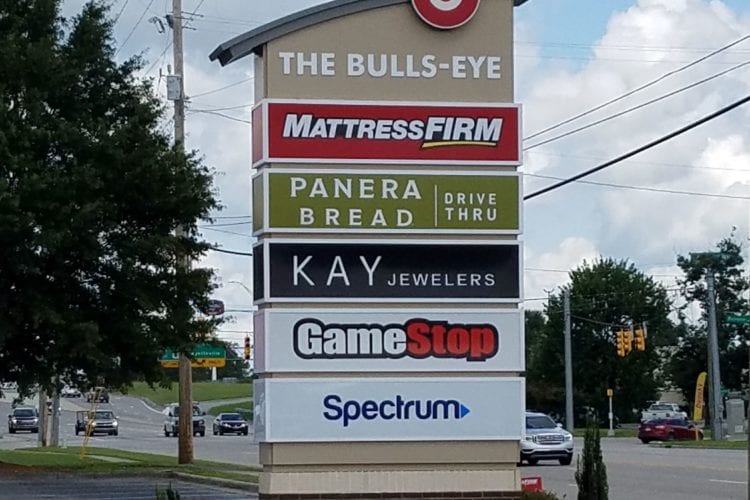 THE BULLS-EYE
MATTRESSFIRM
PANERA
BREAD
DRIVE
THRU
KAY JEWELERS
GameStop
Spectrum